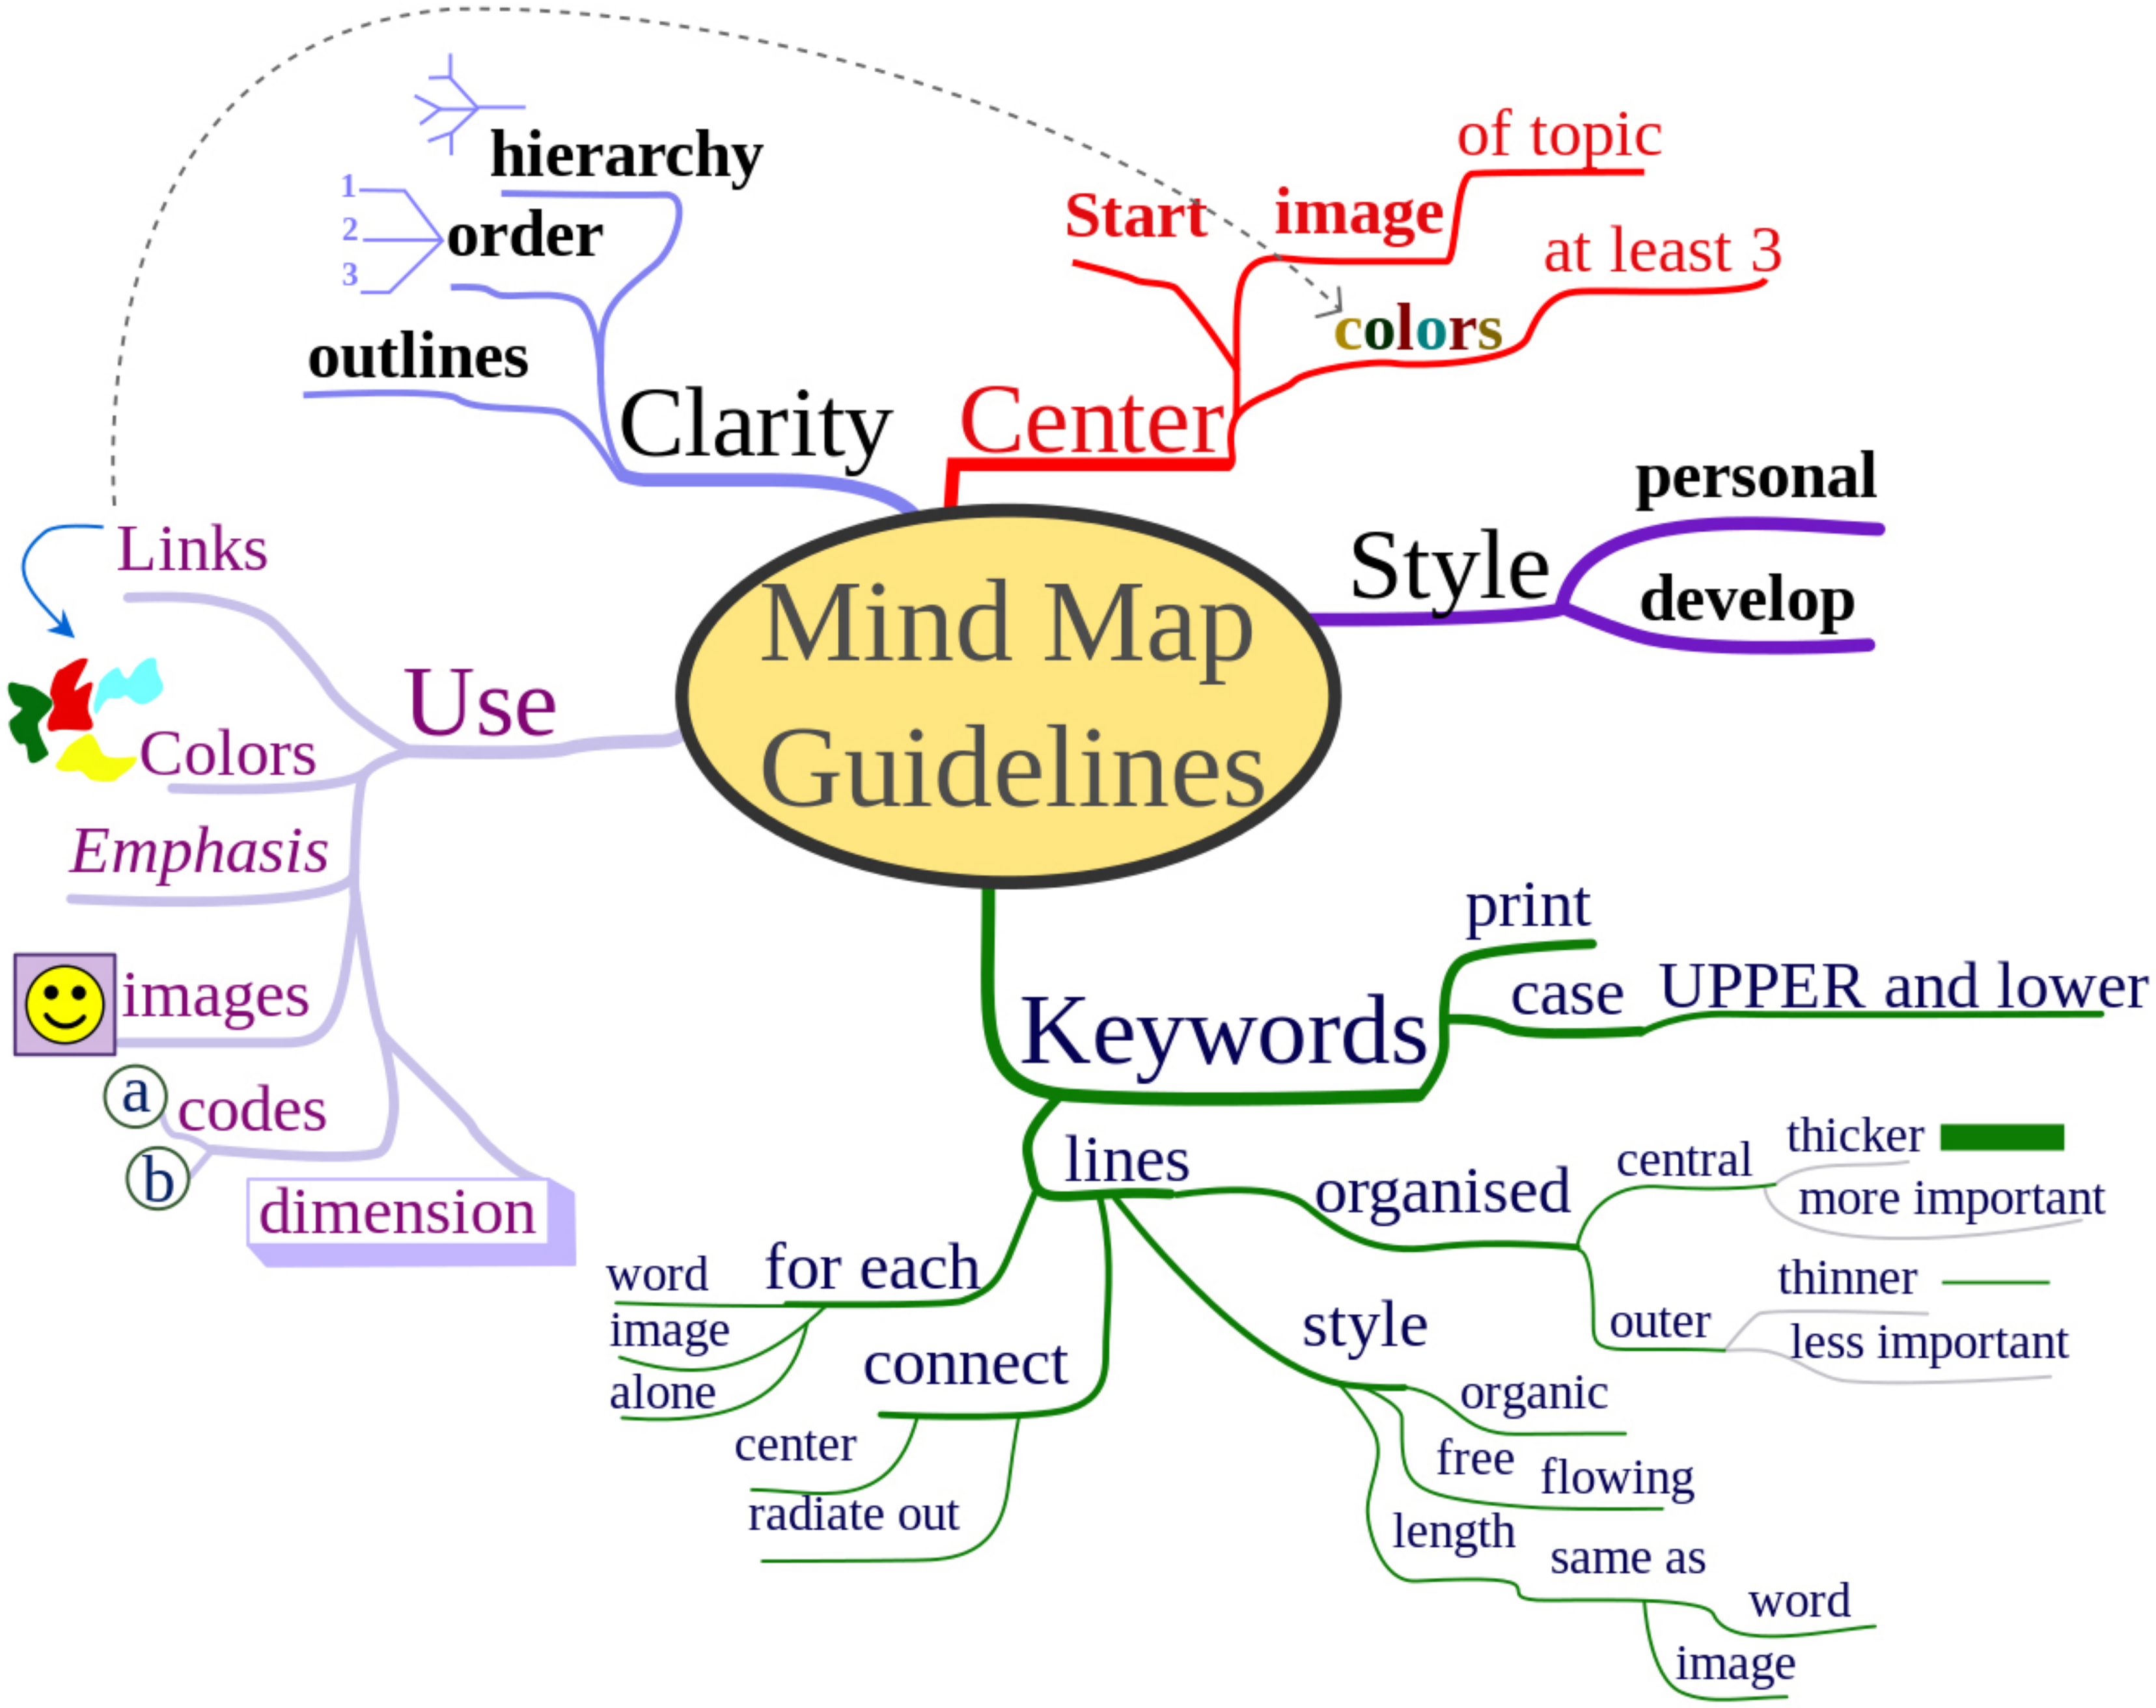 Mind Map
Guidelines
Clarity
hierarchy
order
1
2
3
outlines
Center
Start
image
of topic
colors
at least 3
Style
personal
develop
Use
Links
Colors
Emphasis
images
codes
a
b
dimension
Keywords
print
case
UPPER and lower
lines
organised
central
thicker
more important
outer
thinner
less important
for each
word
image
alone
connect
center
radiate out
style
organic
free flowing
length
same as
word
image